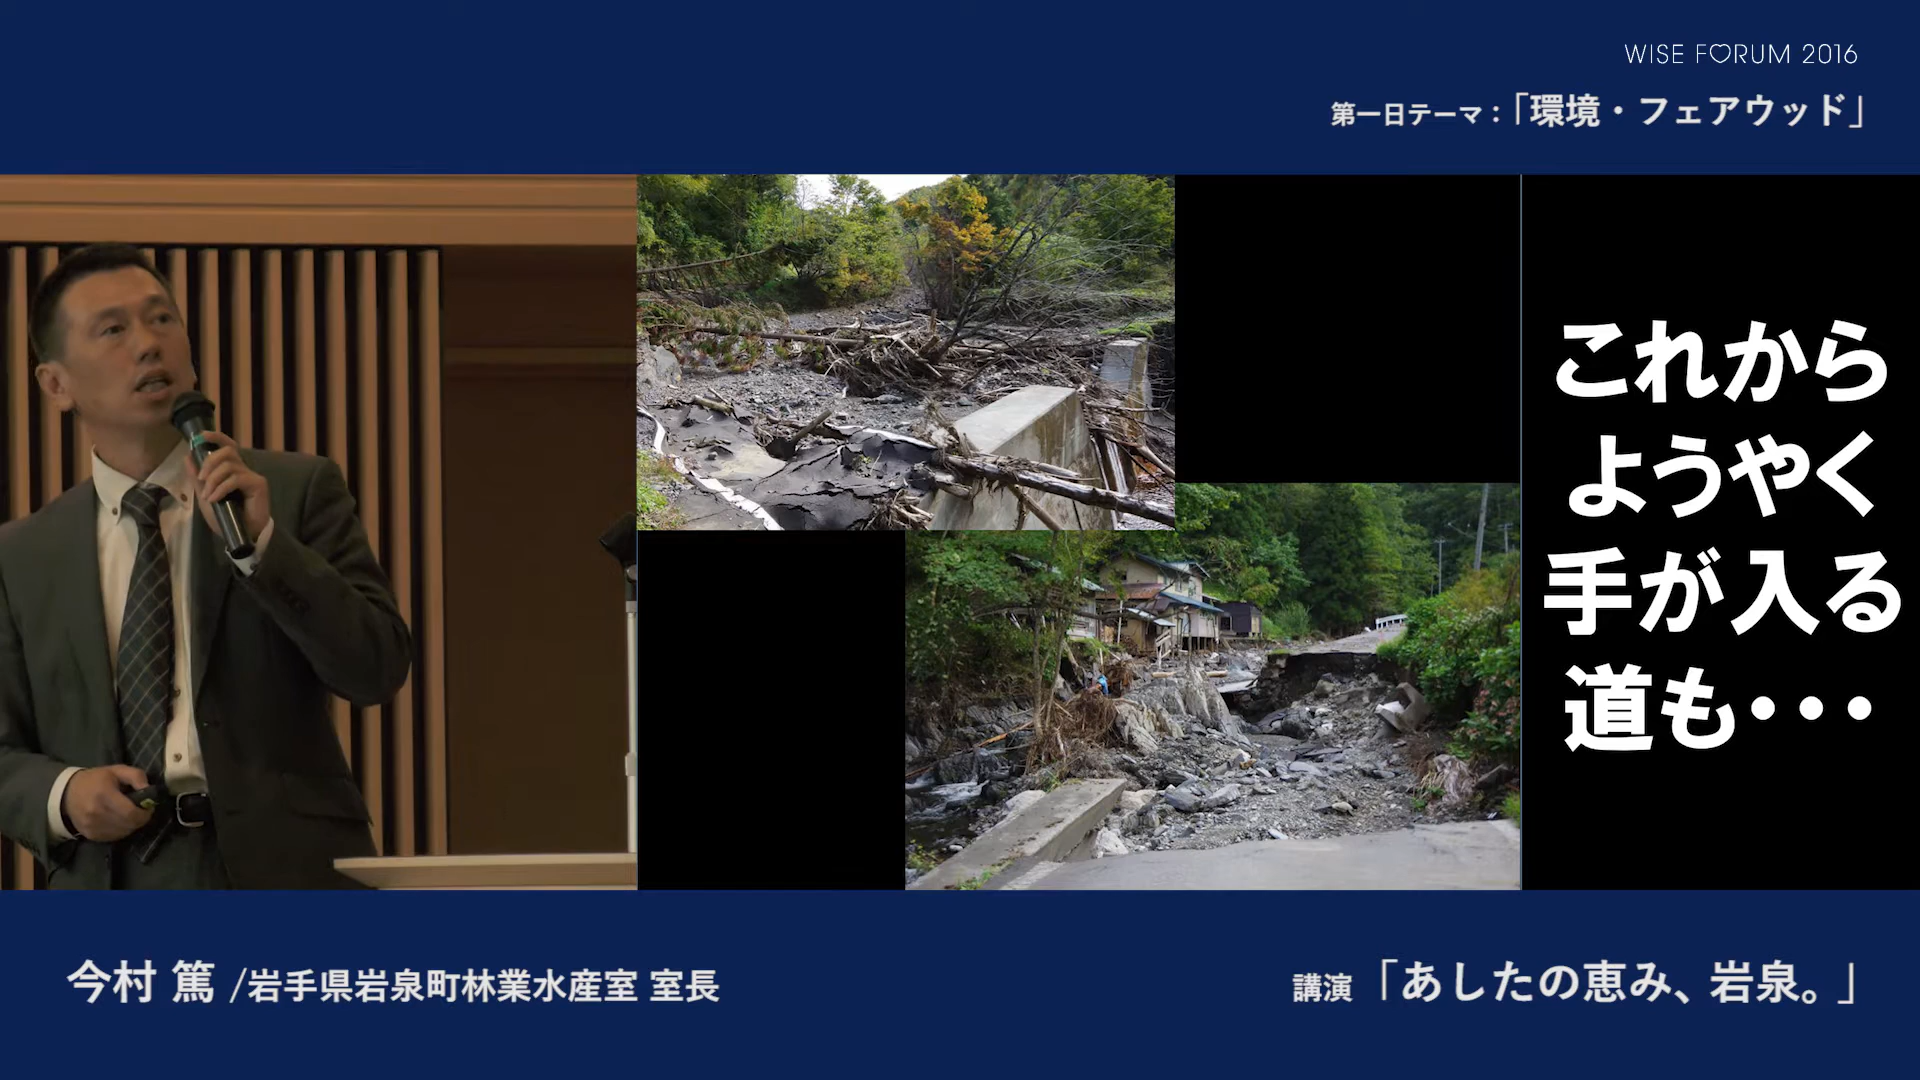 WISE FORUM 2016
第一日テーマ：「環境・フェアウッド」
これから
ようやく
手が入る
道も・・・
今村 篤 /岩手県岩泉町林業水産室 室長
講演 「あしたの恵み、岩泉。」